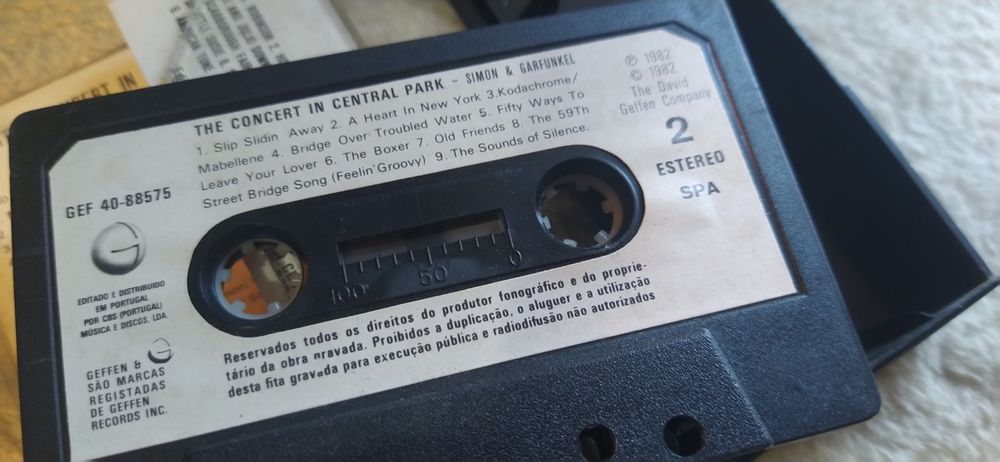 THE CONCERT IN CENTRAL PARK - SIMON & GARFUNKEL
1. Slip Slidin Away 2. A Heart In New York 3.Kodachrome/
Mabellene 4. Bridge Over Troubled Water 5. Fifty Ways To
Leave Your Lover 6. The Boxer 7. Old Friends 8. The 59Th
Street Bridge Song (Feelin'Groovy) 9. The Sounds of Silence.
℗ 1982
© 1982
The David
Geffen Company
2
ESTEREO
SPA
GEF 40-88575
G
EDITADO E DISTRIBUIDO
EM PORTUGAL
POR CBS (PORTUGAL)
MÚSICA E DISCOS, LDA.
GEFFEN & G
SÃO MARCAS
REGISTADAS
DE GEFFEN
RECORDS INC.
100 50 0
Reservados todos os direitos do produtor fonográfico e do proprie-
tário da obra gravada. Proibidos a duplicação, o aluguer e a utilização
desta fita gravada para execução pública e radiodifusão não autorizados
CERT IN